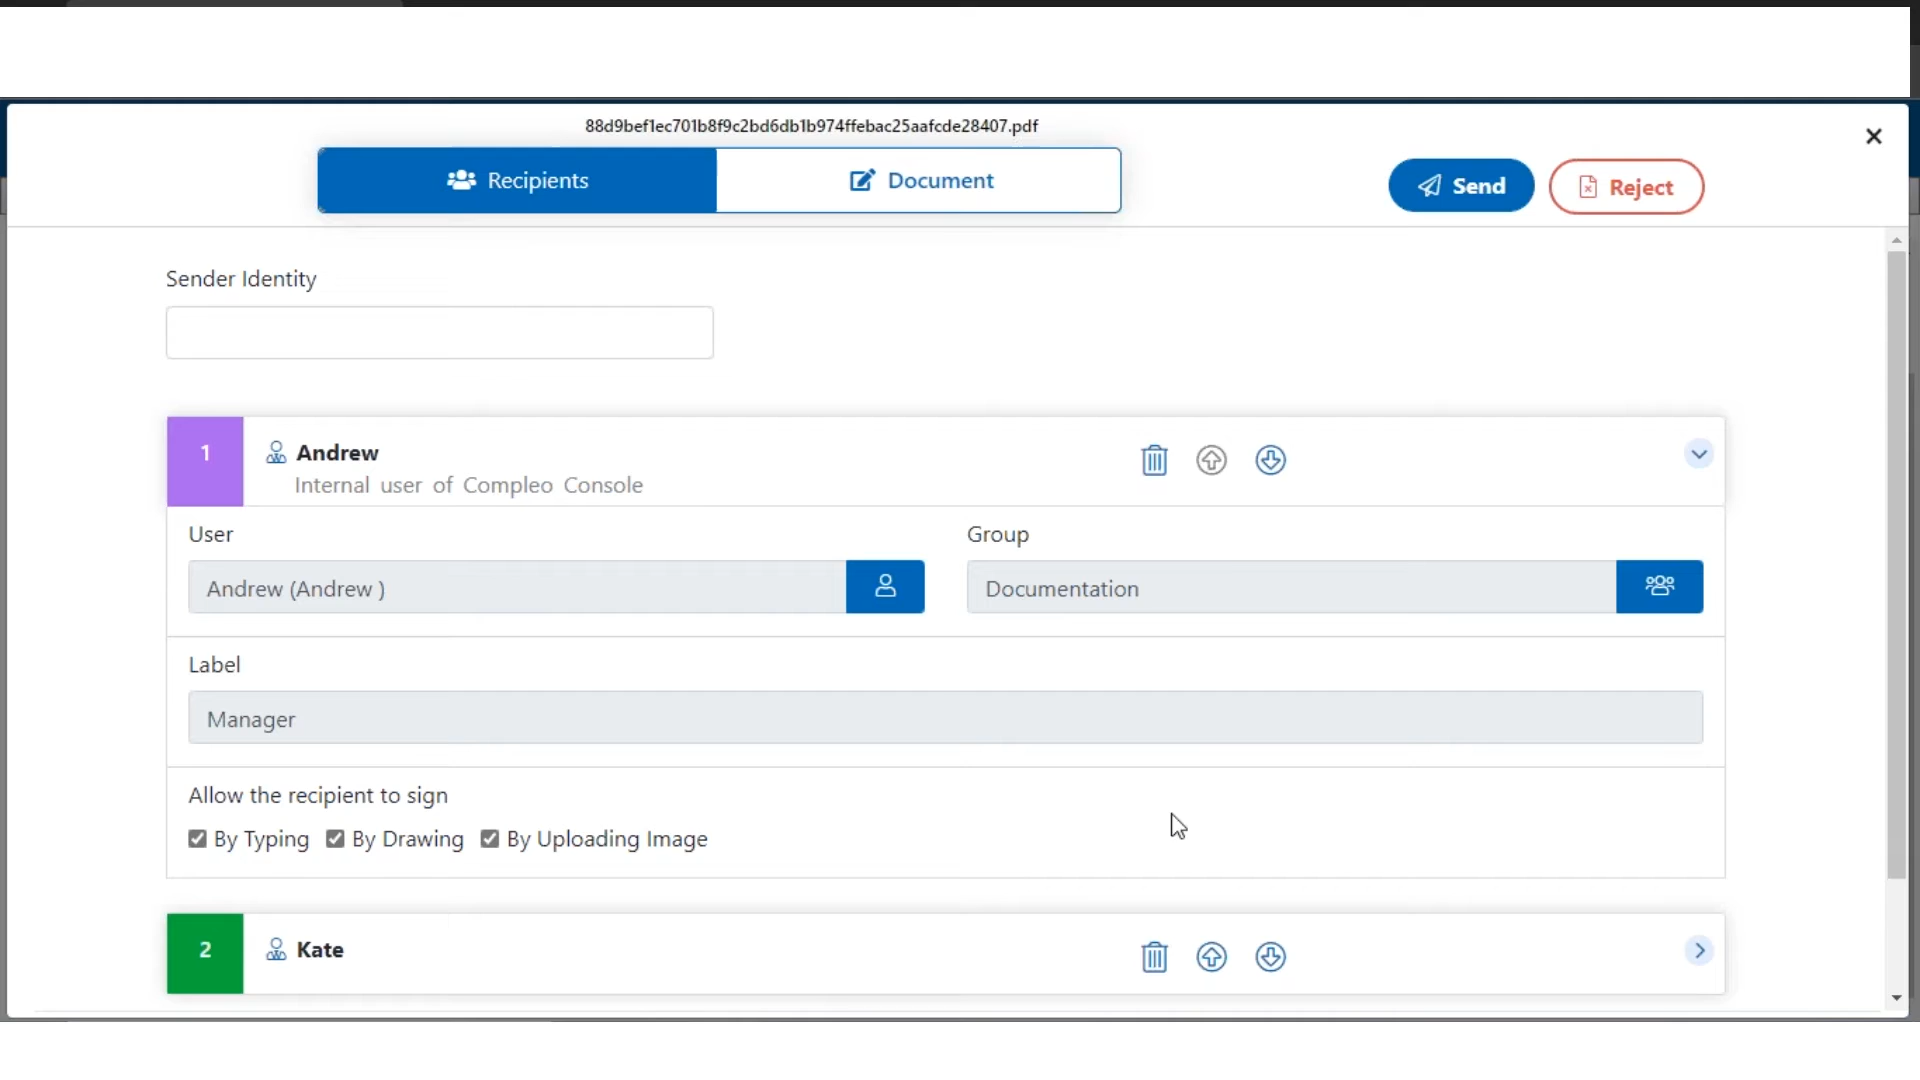 88d9bef1ec701b8f9c2bd6db1b974ffebac25aafcde28407.pdf
Recipients
Document
Send
Reject
Sender Identity
1
Andrew
Internal user of Compleo Console
User
Group
Andrew (Andrew )
Documentation
Label
Manager
Allow the recipient to sign
By Typing By Drawing By Uploading Image
2
Kate